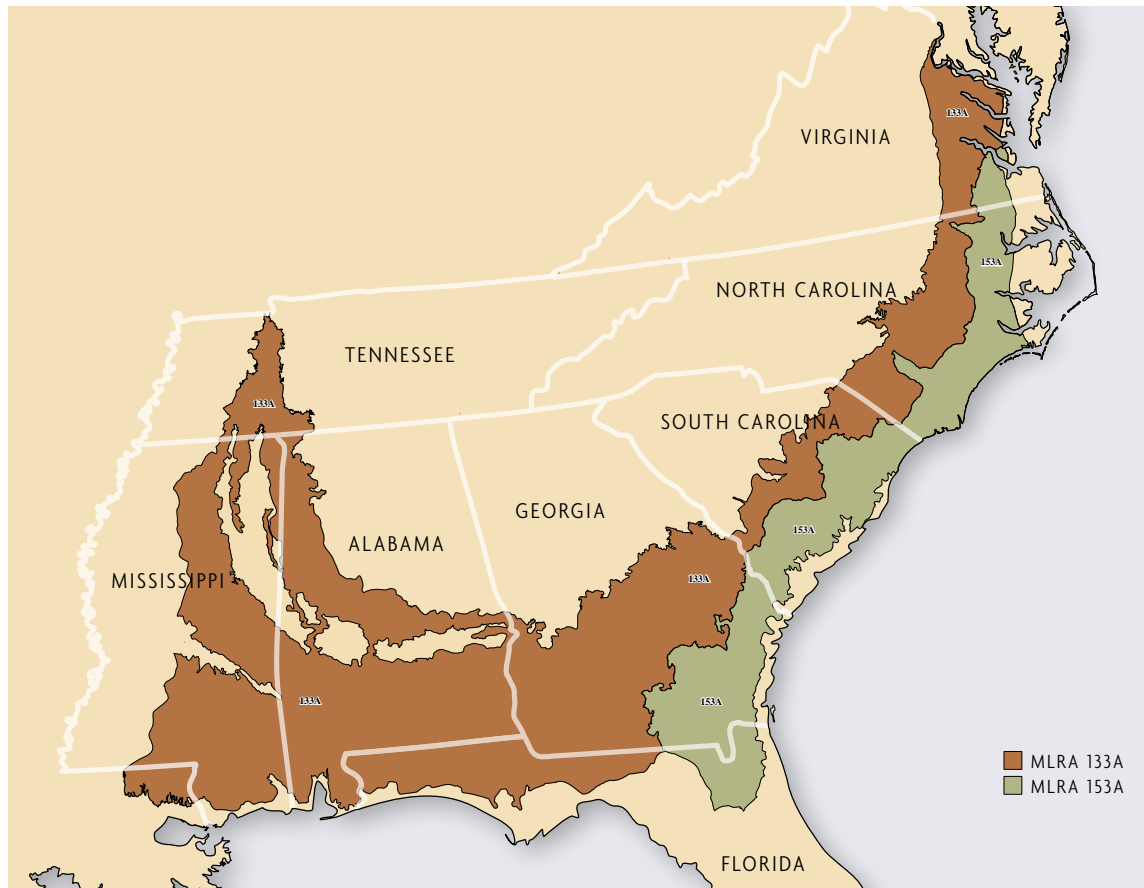 133A
VIRGINIA
153A
NORTH CAROLINA
TENNESSEE
133A
SOUTH CAROLINA
GEORGIA
153A
ALABAMA
MISSISSIPPI
133A
133A
153A
MLRA 133A
MLRA 153A
FLORIDA